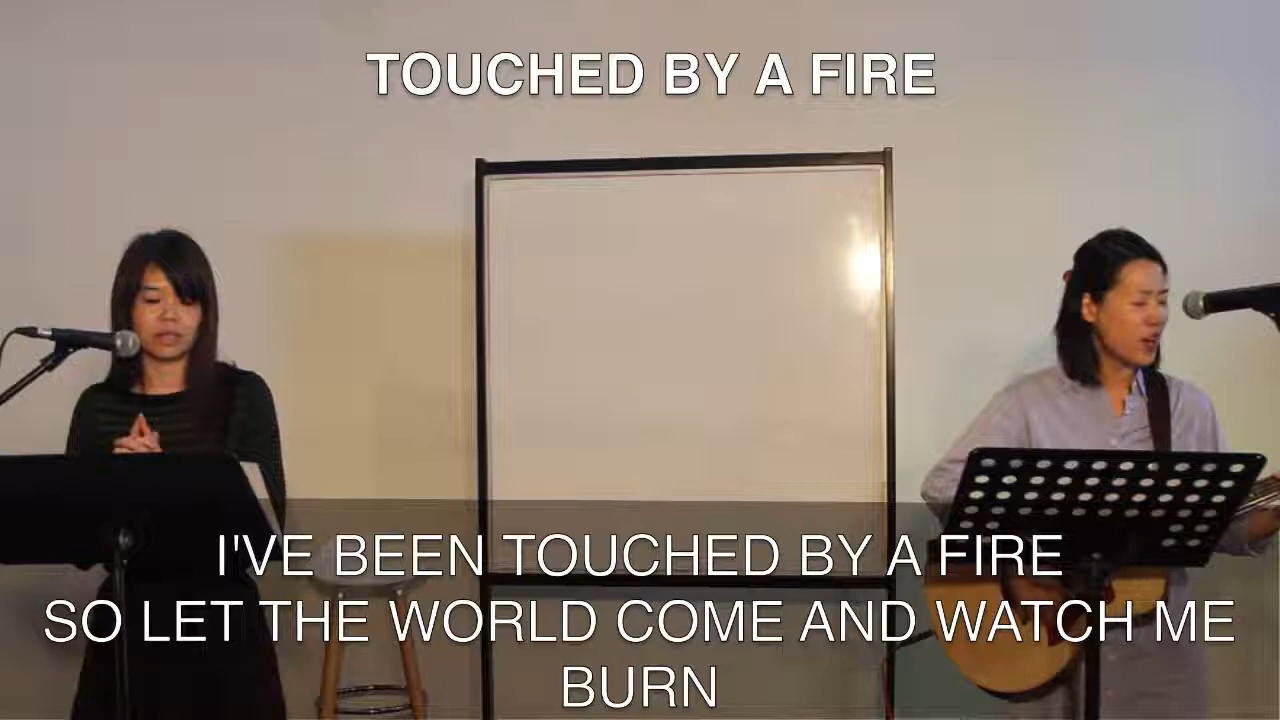 TOUCHED BY A FIRE
I'VE BEEN TOUCHED BY A FIRE
SO LET THE WORLD COME AND WATCH ME
BURN